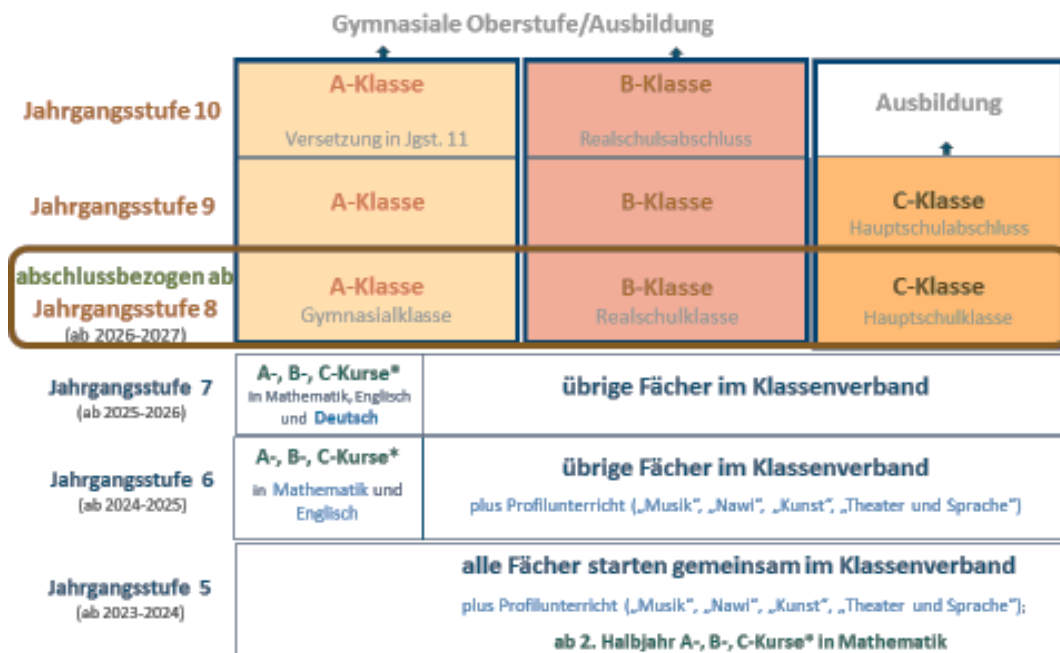 Gymnasiale Oberstufe/Ausbildung
Jahrgangsstufe 10
A-Klasse
Versetzung in Jgst. 11
B-Klasse
Realschulsabschluss
Ausbildung
Jahrgangsstufe 9
A-Klasse
B-Klasse
C-Klasse
Hauptschulabschluss
abschlussbezogen ab
Jahrgangsstufe 8
(ab 2026-2027)
A-Klasse
Gymnasialklasse
B-Klasse
Realschulklasse
C-Klasse
Hauptschulklasse
Jahrgangsstufe 7
(ab 2025-2026)
A-, B-, C-Kurse*
in Mathematik, Englisch
und Deutsch
übrige Fächer im Klassenverband
Jahrgangsstufe 6
(ab 2024-2025)
A-, B-, C-Kurse*
in Mathematik und
Englisch
übrige Fächer im Klassenverband
plus Profilunterricht („Musik“, „Nawi“, „Kunst“, „Theater und Sprache“)
Jahrgangsstufe 5
(ab 2023-2024)
alle Fächer starten gemeinsam im Klassenverband
plus Profilunterricht („Musik“, „Nawi“, „Kunst“, „Theater und Sprache“);
ab 2. Halbjahr A-, B-, C-Kurse* in Mathematik